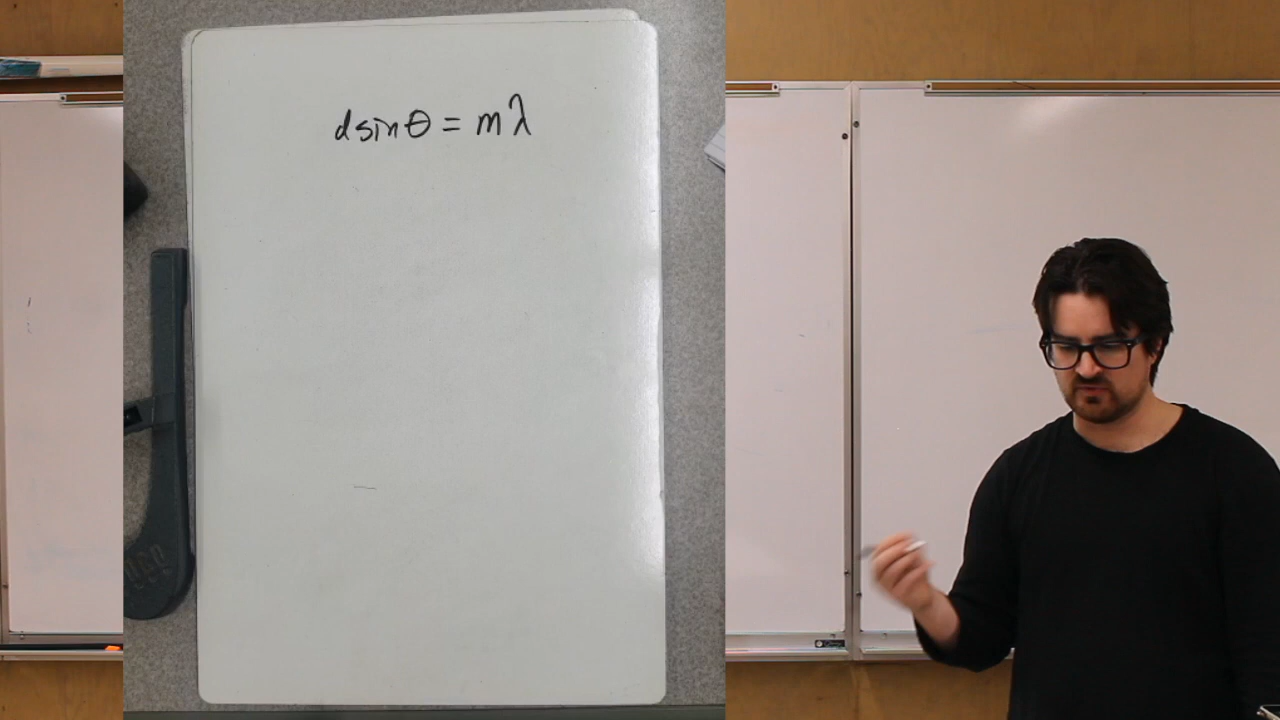 d sin θ = mλ